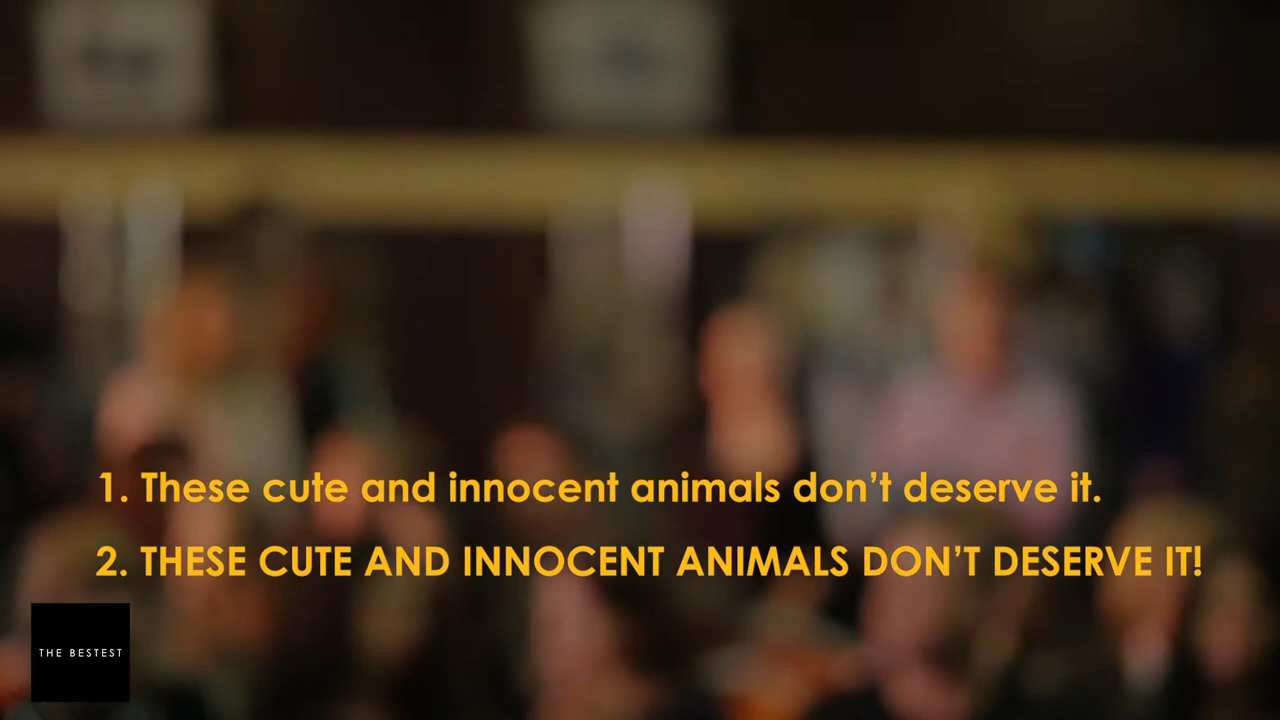 1. These cute and innocent animals don’t deserve it.
2. THESE CUTE AND INNOCENT ANIMALS DON’T DESERVE IT!
THE BESTEST